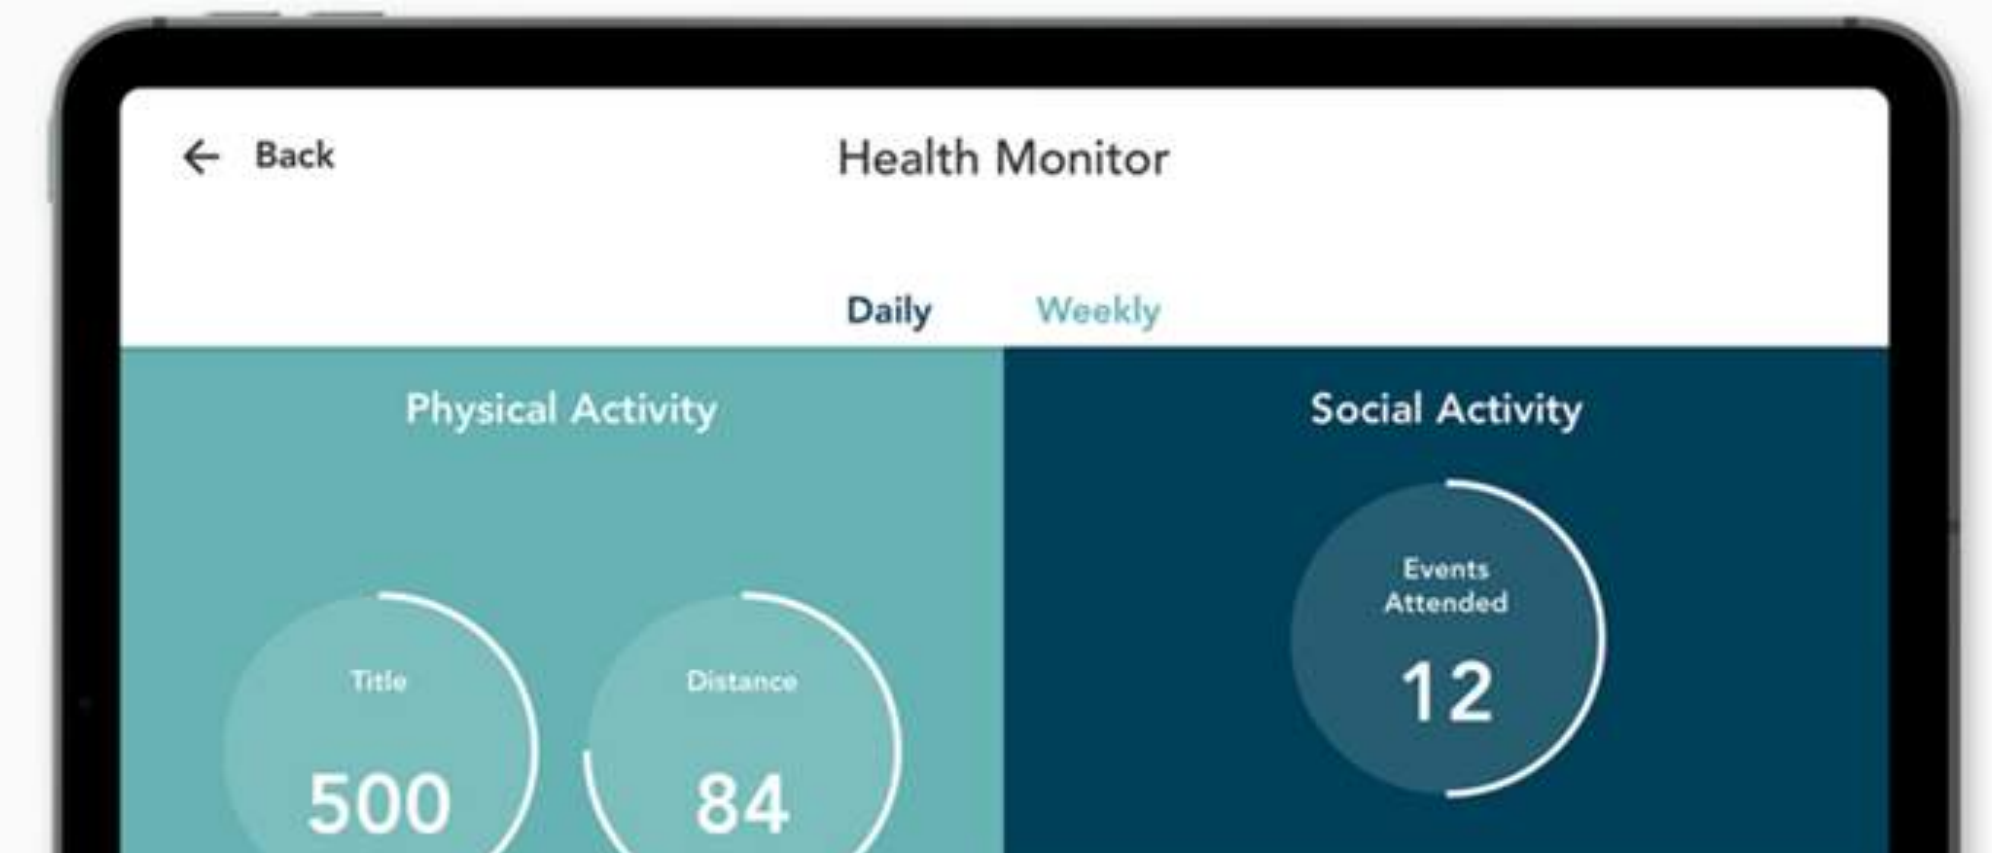 Back
Health Monitor
Daily
Weekly
Physical Activity
Title
500
Distance
84
Social Activity
Events
Attended
12